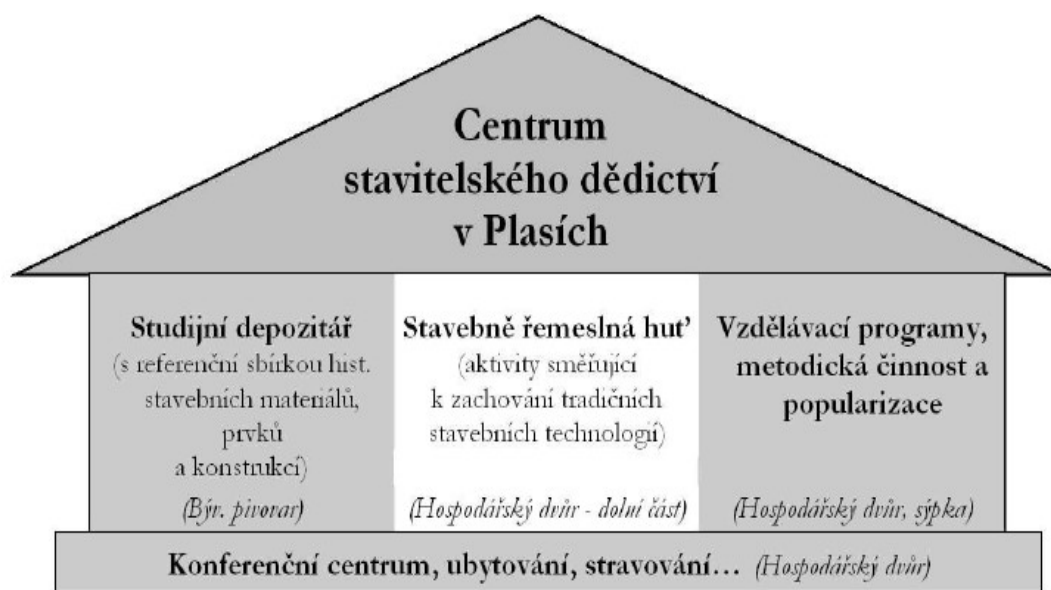 Centrum
stavitelského dědictví
v Plasích
Studijní depozitář
(s referenční sbírkou hist.
stavebních materiálů,
prvků
a konstrukcí)
(Býr. pivorar)
Stavebně řemeslná huť
(aktivity směřující
k zachování tradičních
stavebních technologií)
(Hospodářský dvůr - dolní část)
Vzdělávací programy,
metodická činnost a
popularizace
(Hospodářský dvůr, sýpka)
Konferenční centrum, ubytování, stravování… (Hospodářský dvůr)